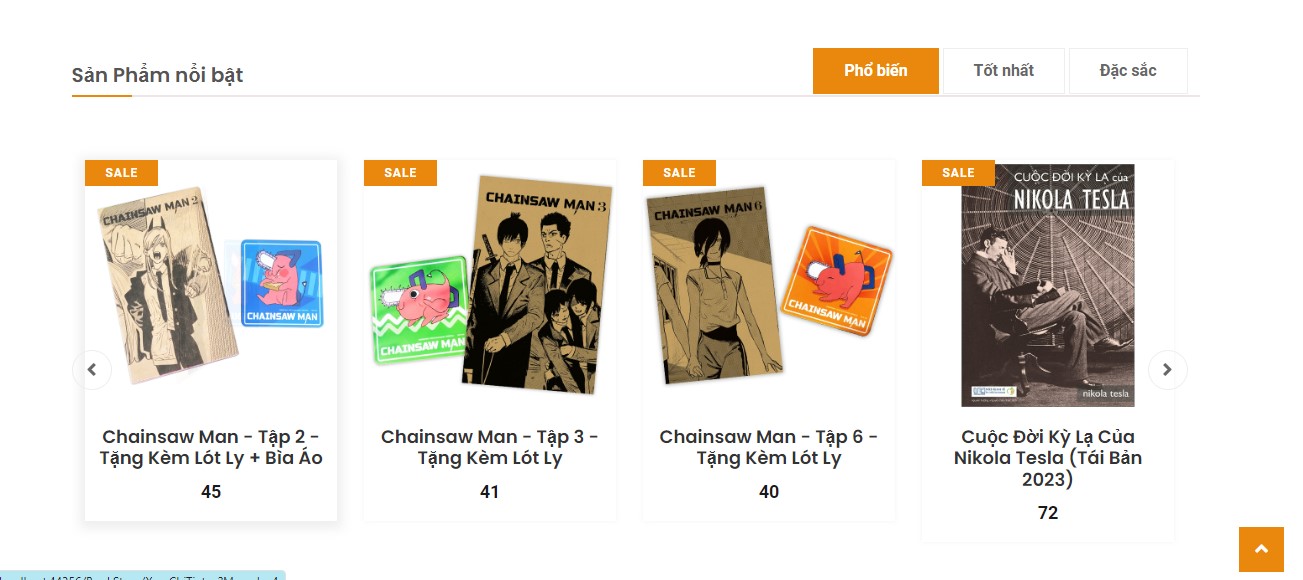 Sản Phẩm nổi bật
Phổ biến
Tốt nhất
Đặc sắc
SALE
CHAINSAW MAN 2
SALE
CHAINSAW MAN 3
CHAINSAW MAN
SALE
CHAINSAW MAN 6
CHAINSAW MAN
SALE
CUỘC ĐỜI KỲ LẠ của
NIKOLA TESLA
nikola tesla
CHAINSAW MAN
Chainsaw Man - Tập 2 -
Tặng Kèm Lót Ly + Bìa Áo
45
Chainsaw Man - Tập 3 -
Tặng Kèm Lót Ly
41
Chainsaw Man - Tập 6 -
Tặng Kèm Lót Ly
40
Cuộc Đời Kỳ Lạ Của
Nikola Tesla (Tái Bản
2023)
72